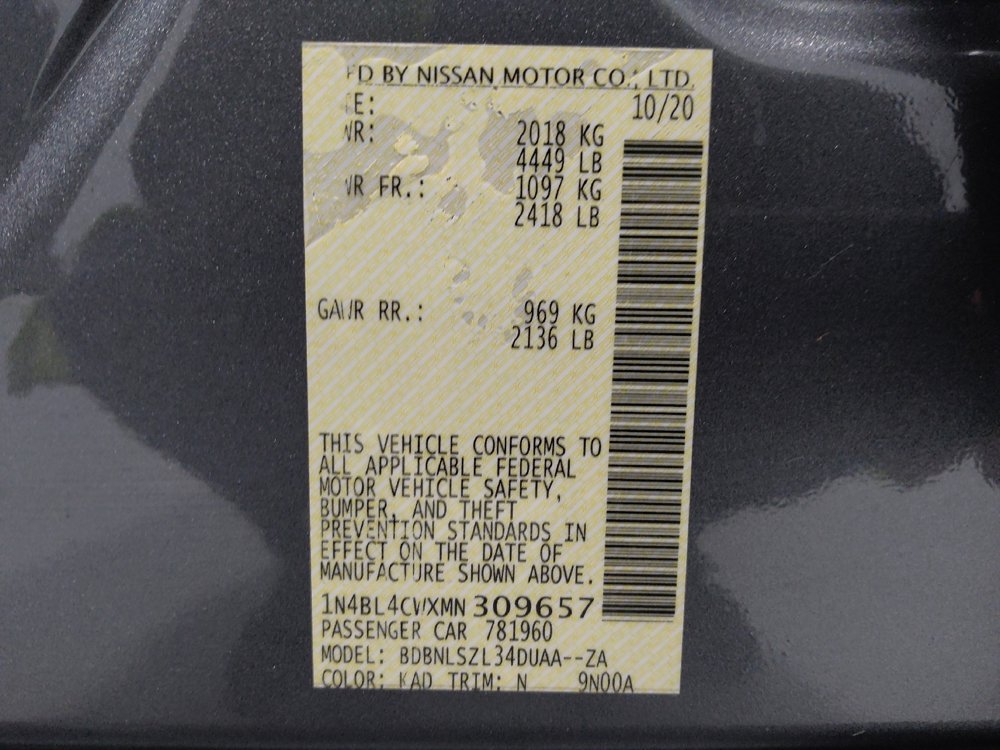 FD BY NISSAN MOTOR CO., LTD.
E: 10/20
WR: 2018 KG
4449 LB
WR FR.: 1097 KG
2418 LB
GAWR RR.: 969 KG
2136 LB
THIS VEHICLE CONFORMS TO
ALL APPLICABLE FEDERAL
MOTOR VEHICLE SAFETY,
BUMPER, AND THEFT
PREVENTION STANDARDS IN
EFFECT ON THE DATE OF
MANUFACTURE SHOWN ABOVE.
1N4BL4CWXMN309657
PASSENGER CAR 781960
MODEL: BDBNLSZL34DUAA--ZA
COLOR: KAD TRIM: N 9N00A